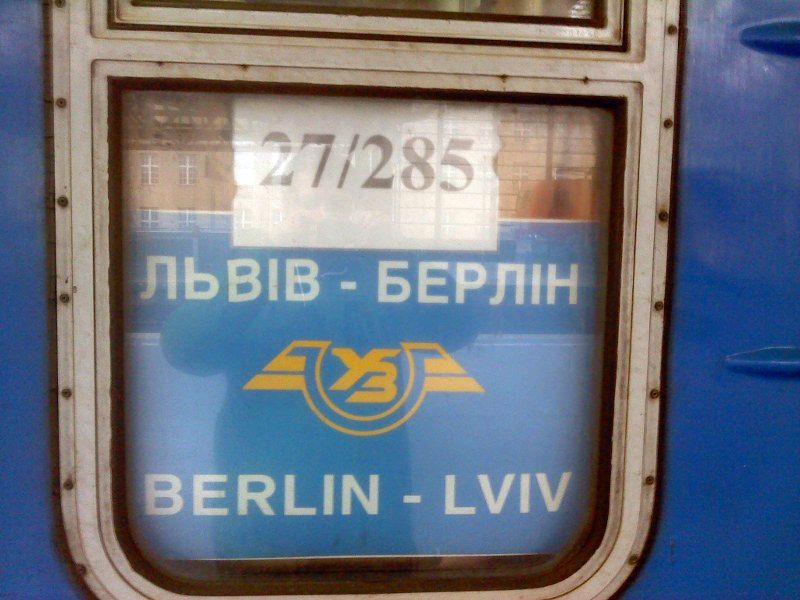 27/285
ЛЬВІВ - БЕРЛІН
УЗ
BERLIN - LVIV